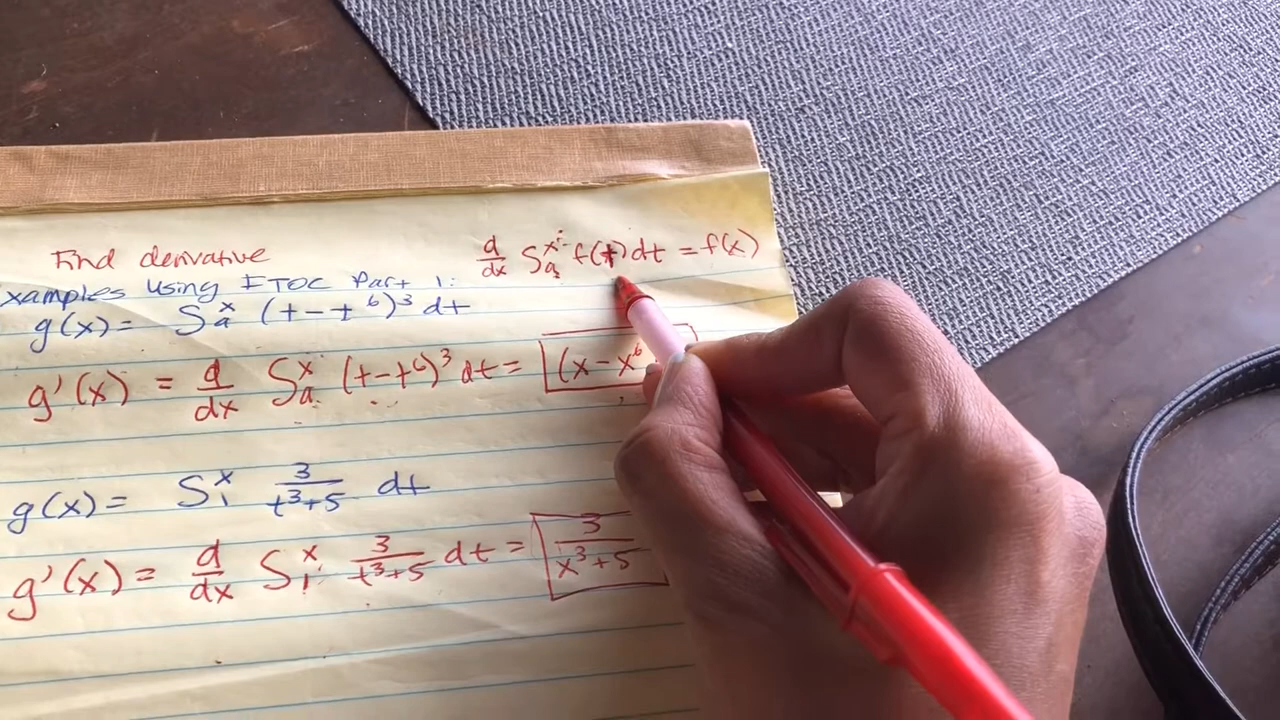 Find derivative
d/dx ∫ₐˣ f(t)dt = f(x)
xamples using FTOC Part 1:
g(x) = ∫ₐˣ (t-t⁶)³ dt
g'(x) = d/dx ∫ₐˣ (t-t⁶)³ dt = (x-x⁶
g(x) = ∫₁ˣ 3/(t³+5) dt
g'(x) = d/dx ∫₁ˣ 3/(t³+5) dt = 3/(x³+5)